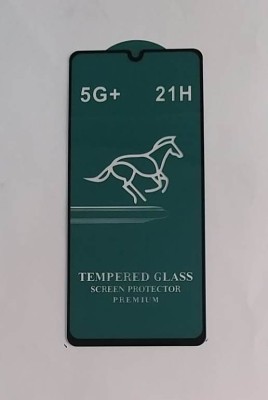 5G+ 21H
TEMPERED GLASS
SCREEN PROTECTOR
PREMIUM